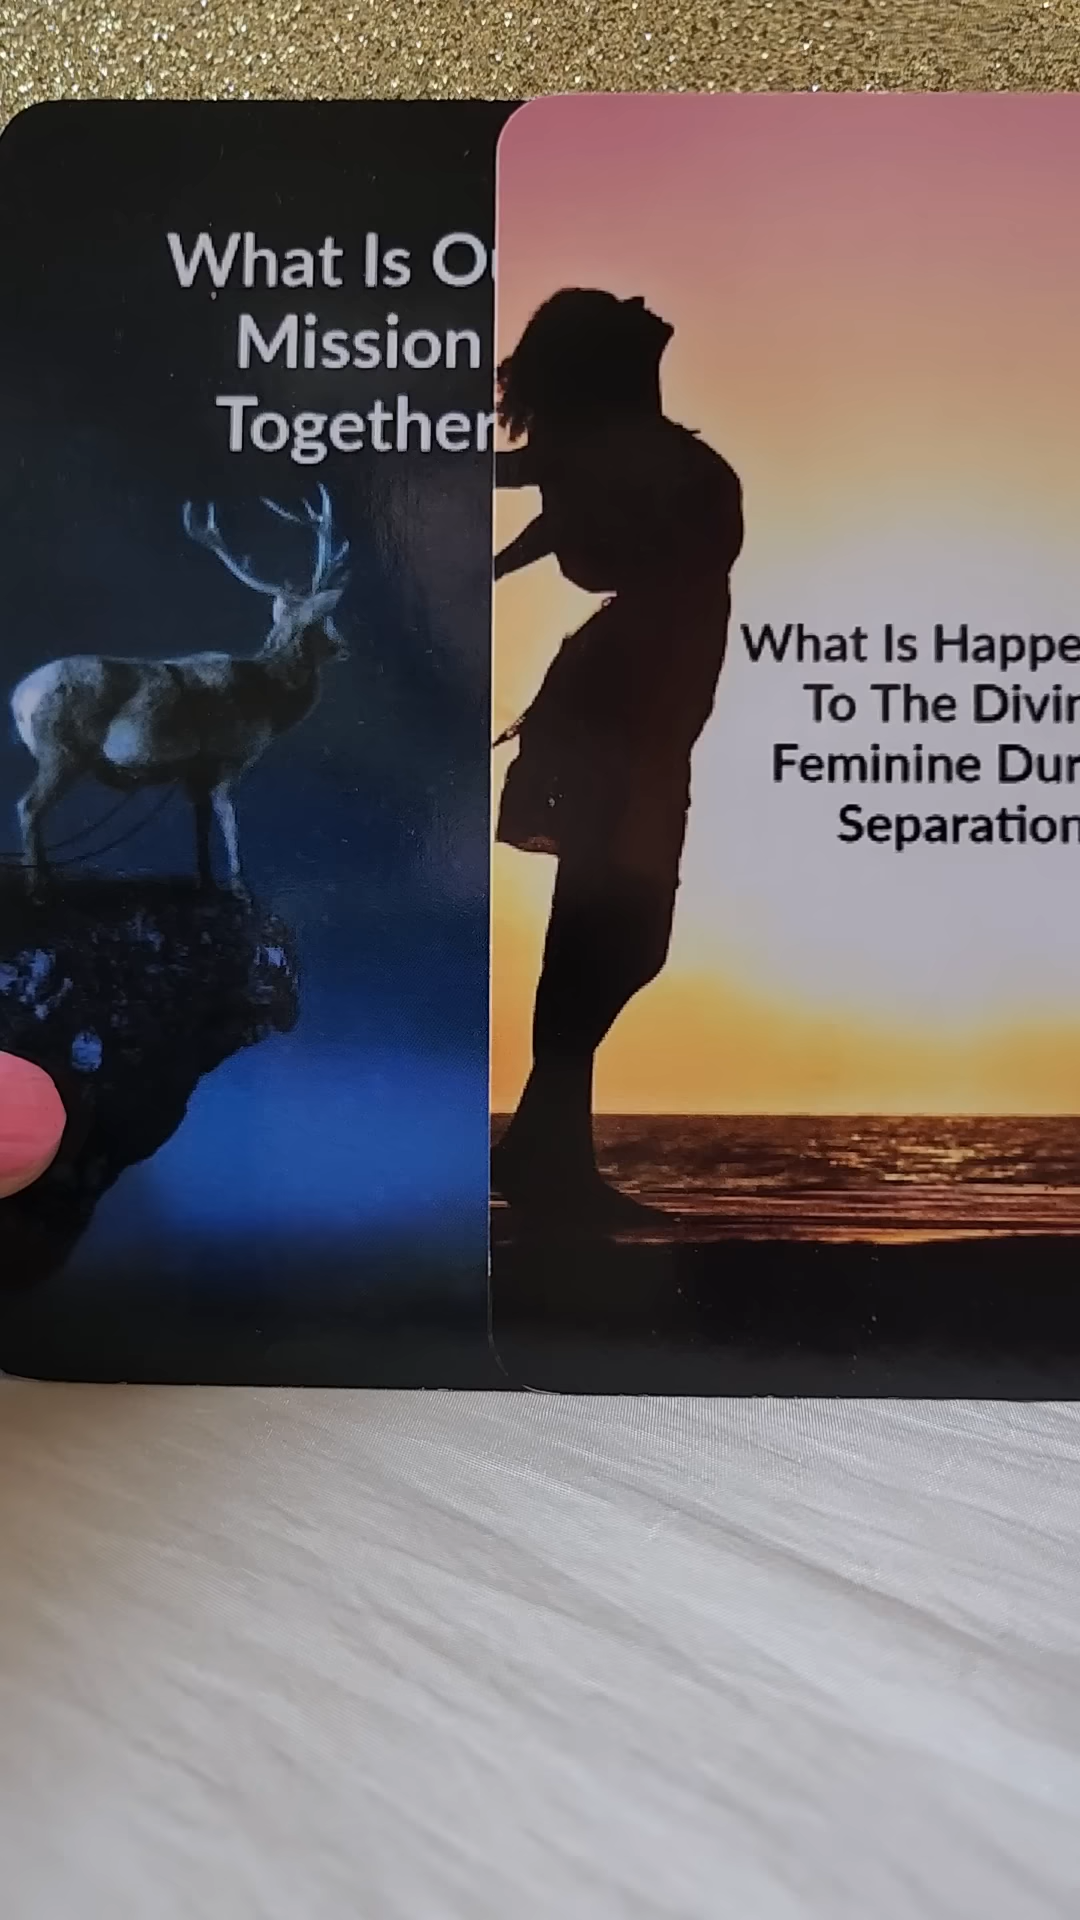 What Is O
Mission
Together
What Is Happe
To The Divin
Feminine Dur
Separation